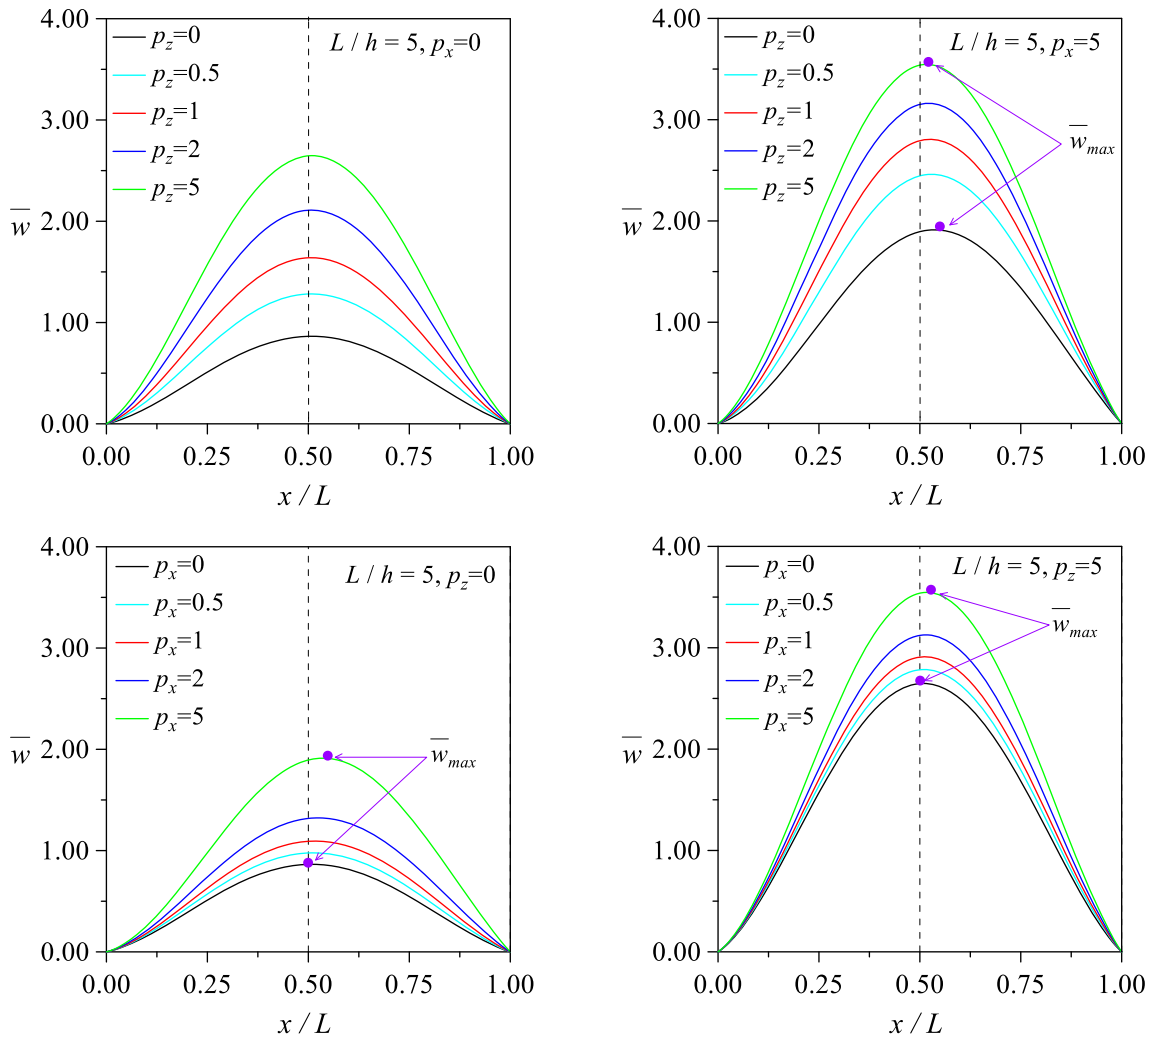 4.00
3.00
2.00
1.00
0.00
w̅
p_z=0
p_z=0.5
p_z=1
p_z=2
p_z=5
L / h = 5, p_x=0
0.00 0.25 0.50 0.75 1.00
x / L
4.00
3.00
2.00
1.00
0.00
w̅
p_z=0
p_z=0.5
p_z=1
p_z=2
p_z=5
L / h = 5, p_x=5
w̅_max
0.00 0.25 0.50 0.75 1.00
x / L
4.00
3.00
2.00
1.00
0.00
w̅
p_x=0
p_x=0.5
p_x=1
p_x=2
p_x=5
L / h = 5, p_z=0
w̅_max
0.00 0.25 0.50 0.75 1.00
x / L
4.00
3.00
2.00
1.00
0.00
w̅
p_x=0
p_x=0.5
p_x=1
p_x=2
p_x=5
L / h = 5, p_z=5
w̅_max
0.00 0.25 0.50 0.75 1.00
x / L